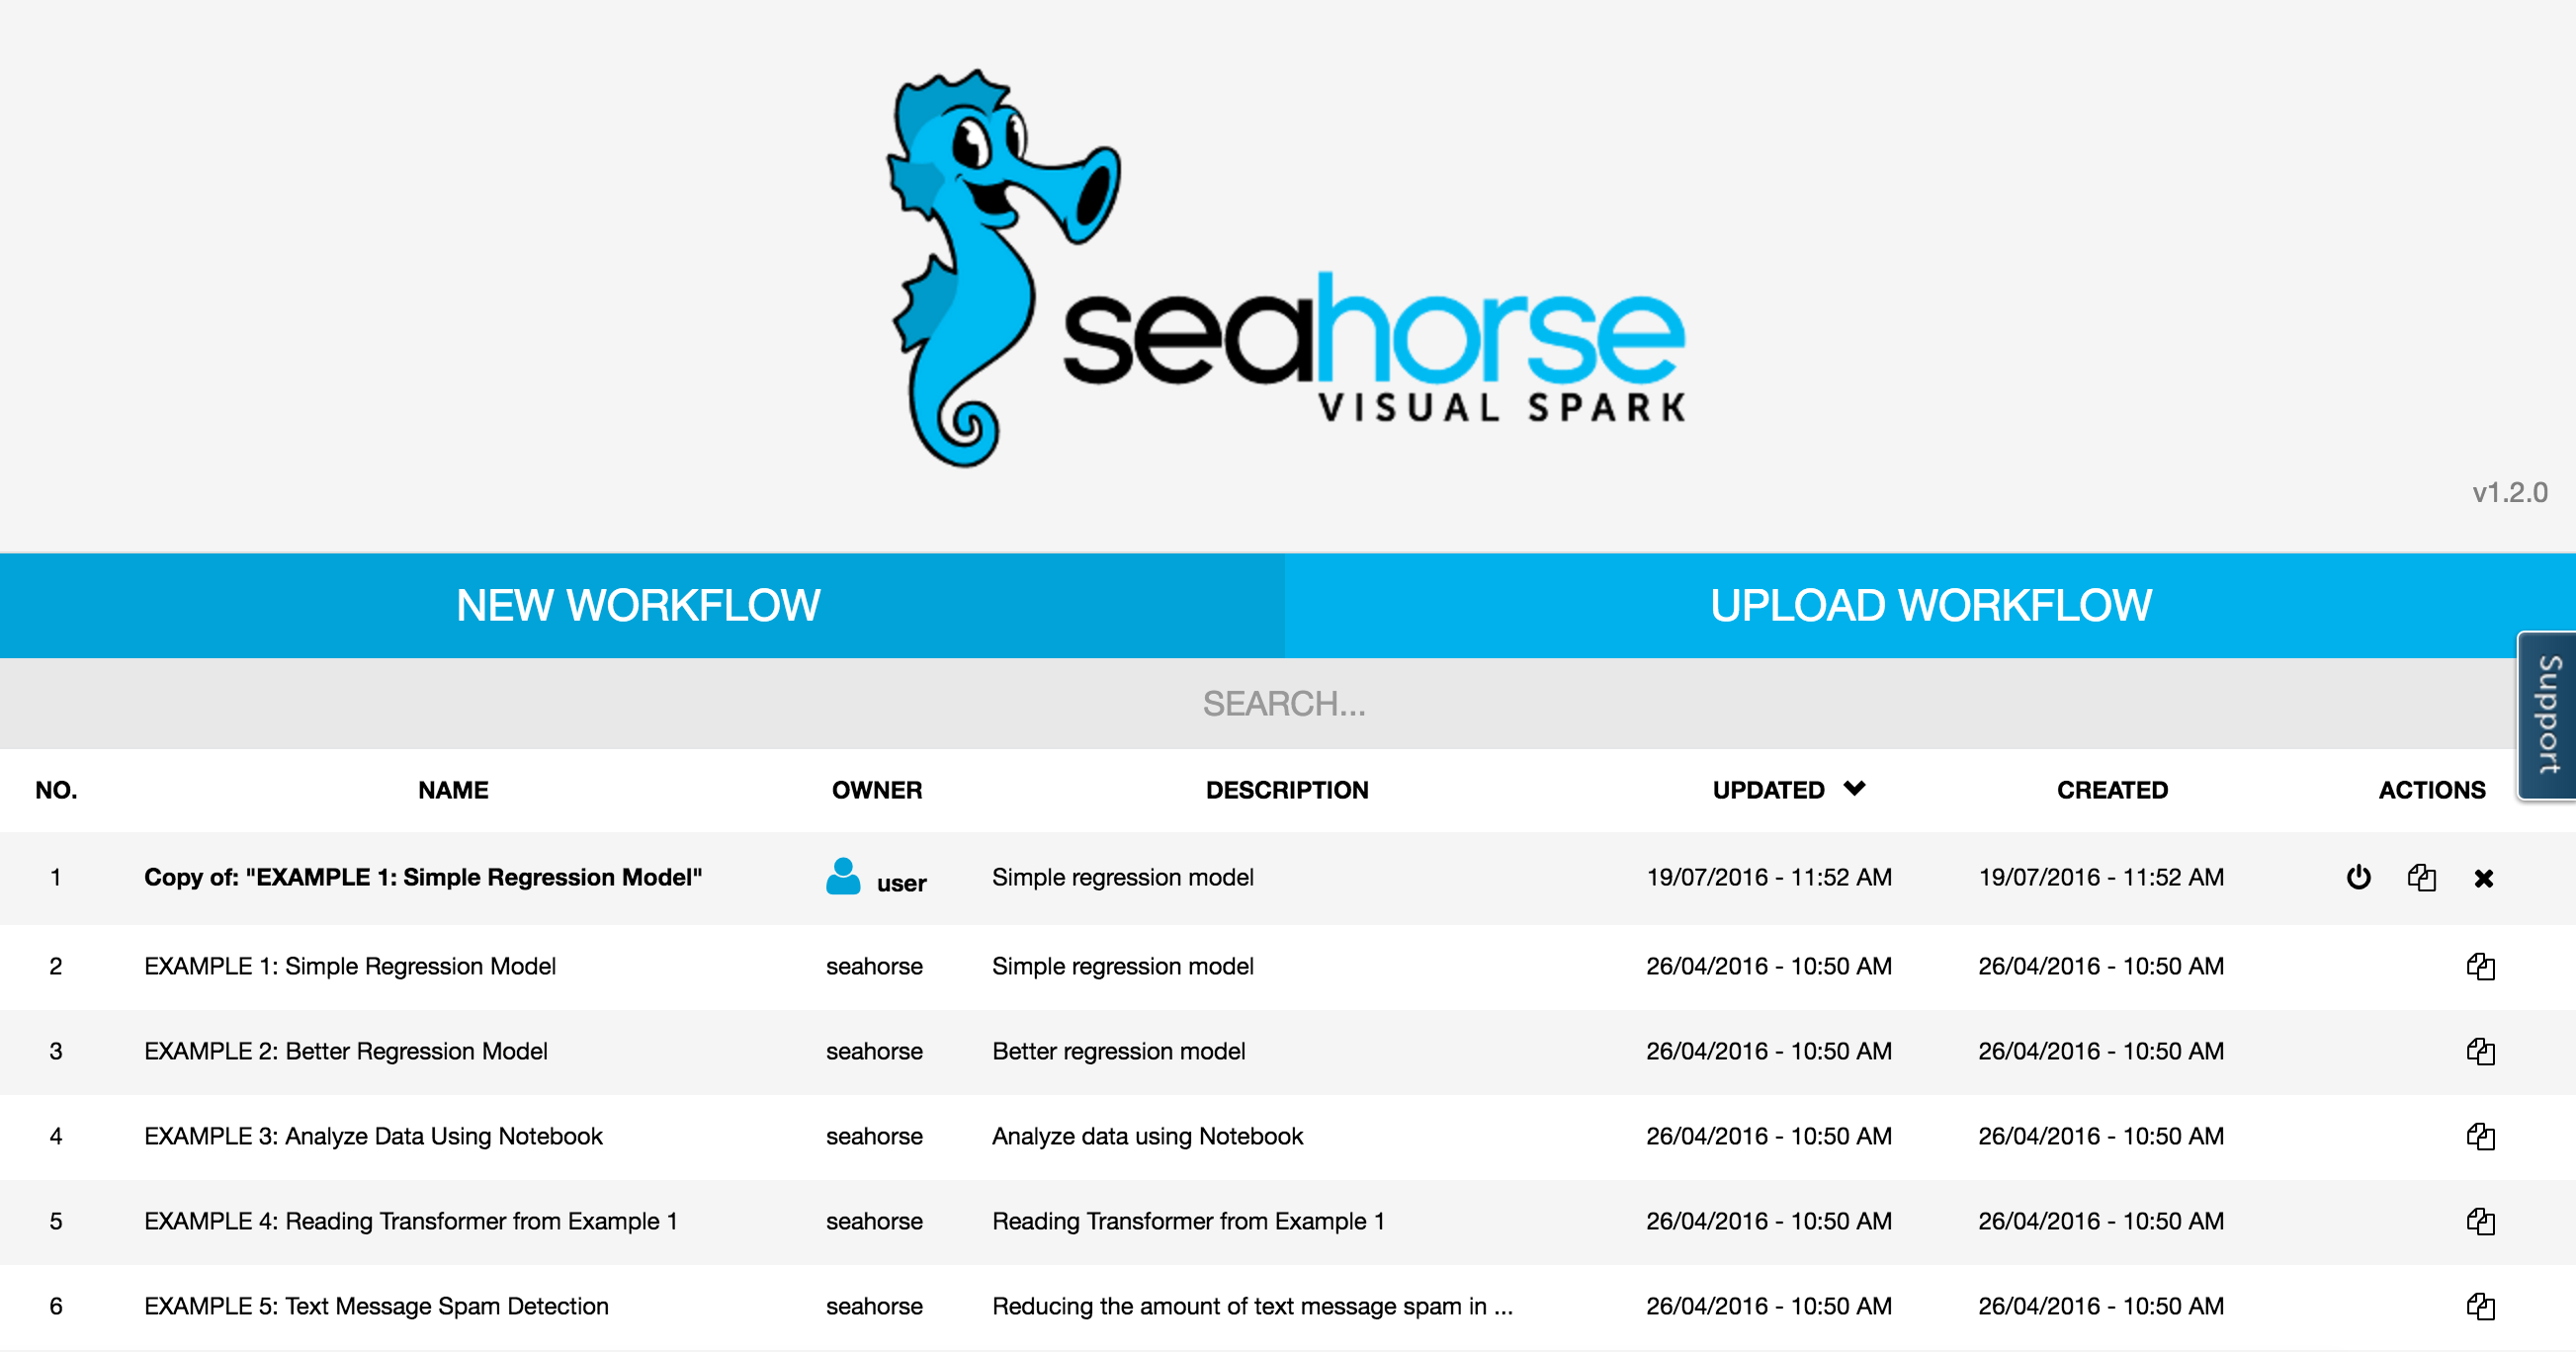 seahorse
VISUAL SPARK
v1.2.0
NEW WORKFLOW UPLOAD WORKFLOW
Support
SEARCH...
NO. NAME OWNER DESCRIPTION UPDATED CREATED ACTIONS
1 Copy of: "EXAMPLE 1: Simple Regression Model" user Simple regression model 19/07/2016 - 11:52 AM 19/07/2016 - 11:52 AM
2 EXAMPLE 1: Simple Regression Model seahorse Simple regression model 26/04/2016 - 10:50 AM 26/04/2016 - 10:50 AM
3 EXAMPLE 2: Better Regression Model seahorse Better regression model 26/04/2016 - 10:50 AM 26/04/2016 - 10:50 AM
4 EXAMPLE 3: Analyze Data Using Notebook seahorse Analyze data using Notebook 26/04/2016 - 10:50 AM 26/04/2016 - 10:50 AM
5 EXAMPLE 4: Reading Transformer from Example 1 seahorse Reading Transformer from Example 1 26/04/2016 - 10:50 AM 26/04/2016 - 10:50 AM
6 EXAMPLE 5: Text Message Spam Detection seahorse Reducing the amount of text message spam in ... 26/04/2016 - 10:50 AM 26/04/2016 - 10:50 AM